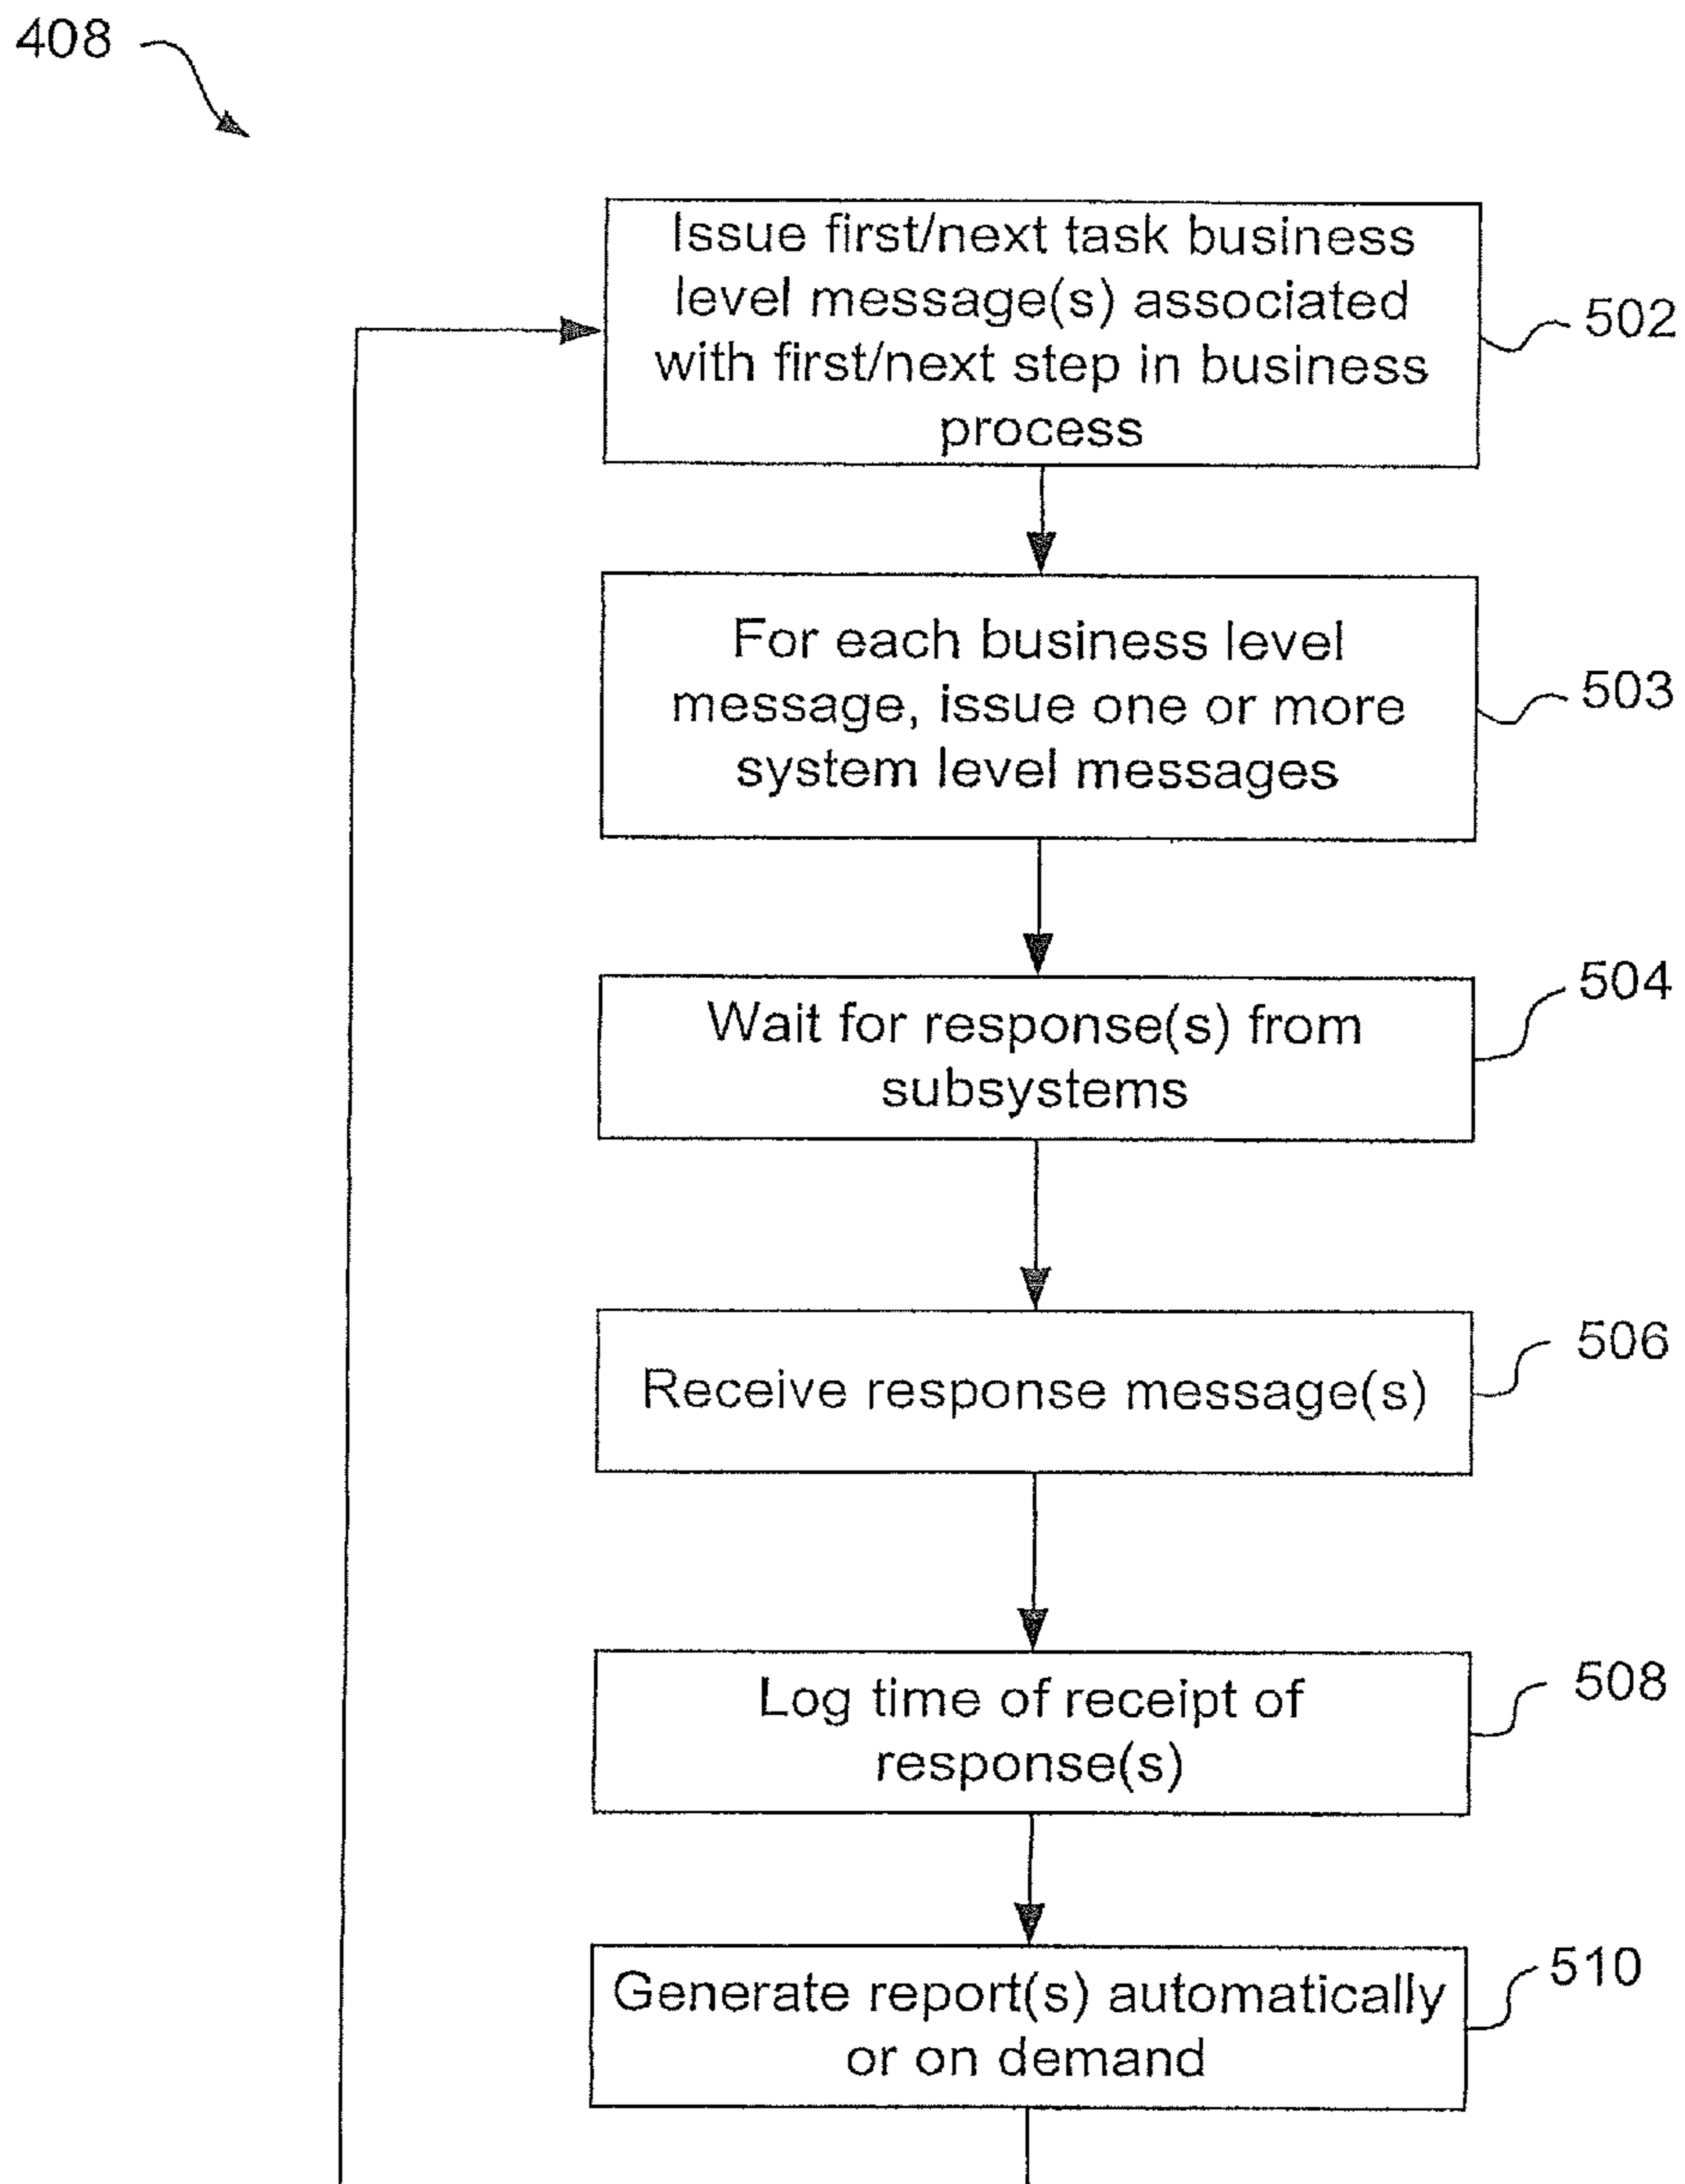 408
Issue first/next task business
level message(s) associated
with first/next step in business
process
502
For each business level
message, issue one or more
system level messages
503
504
Wait for response(s) from
subsystems
506
Receive response message(s)
508
Log time of receipt of
response(s)
510
Generate report(s) automatically
or on demand